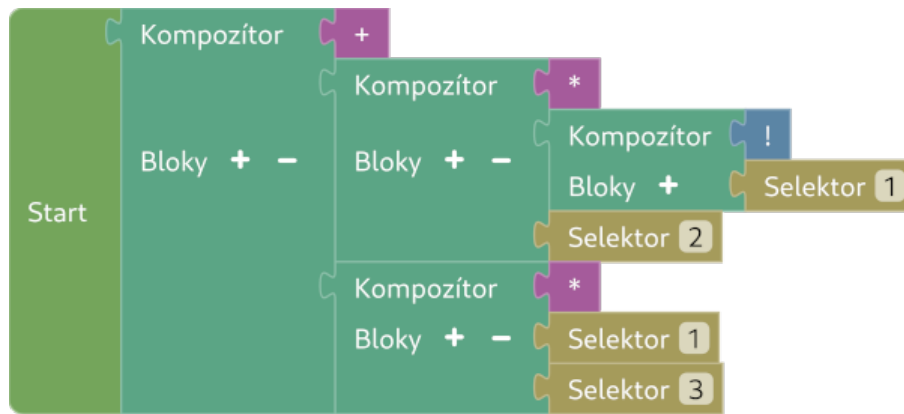 Kompozítor +
Kompozítor *
Kompozítor !
Bloky + − Bloky + − Bloky + Selektor 1
Start
Selektor 2
Kompozítor *
Bloky + − Selektor 1
Selektor 3